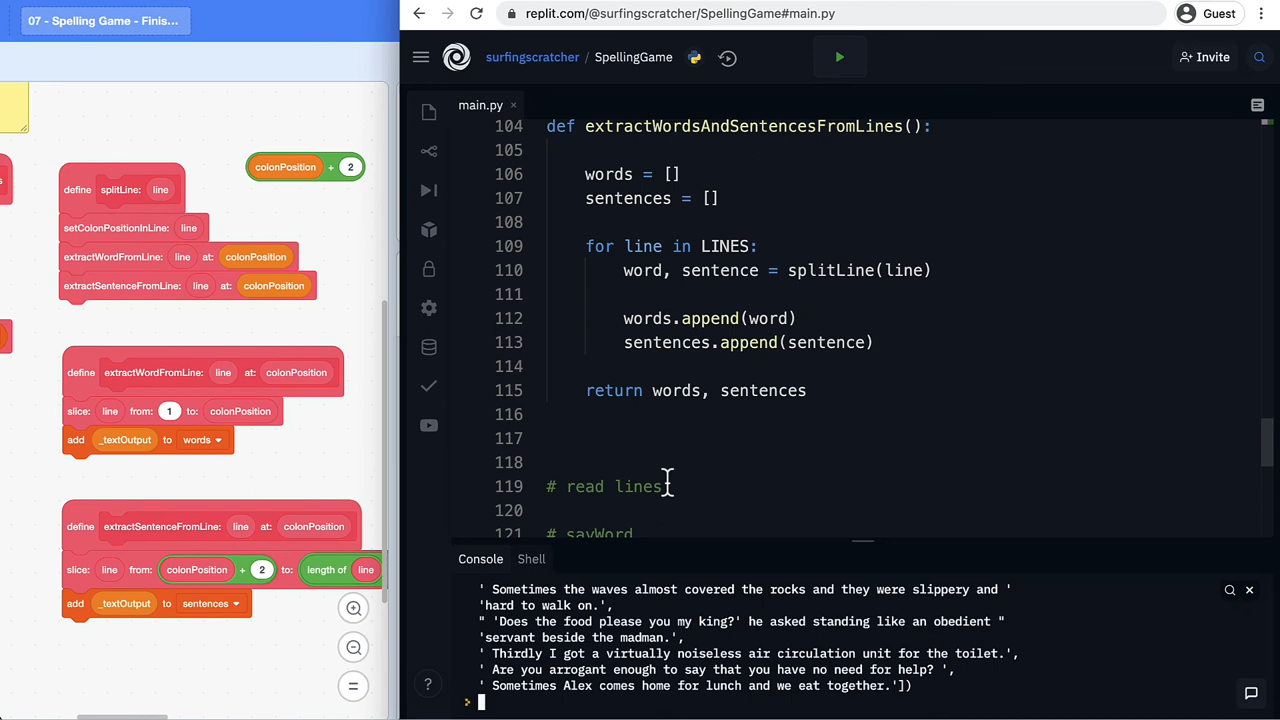 07 - Spelling Game - Finis...
define splitLine: line
colonPosition + 2
setColonPositionInLine: line
extractWordFromLine: line at: colonPosition
extractSentenceFromLine: line at: colonPosition
define extractWordFromLine: line at: colonPosition
slice: line from: 1 to: colonPosition
add _textOutput to words
define extractSentenceFromLine: line at: colonPosition
slice: line from: colonPosition + 2 to: length of line
add _textOutput to sentences
replit.com/@surfingscratcher/SpellingGame#main.py
Guest
surfingscratcher / SpellingGame
Invite
main.py ×
104 def extractWordsAndSentencesFromLines():
105
106 words = []
107 sentences = []
108
109 for line in LINES:
110 word, sentence = splitLine(line)
111
112 words.append(word)
113 sentences.append(sentence)
114
115 return words, sentences
116
117
118
119 # read lines
120
121 # sayWord
Console Shell
' Sometimes the waves almost covered the rocks and they were slippery and '
'hard to walk on.',
" 'Does the food please you my king?' he asked standing like an obedient "
'servant beside the madman.',
' Thirdly I got a virtually noiseless air circulation unit for the toilet.',
' Are you arrogant enough to say that you have no need for help? ',
' Sometimes Alex comes home for lunch and we eat together.'])
?